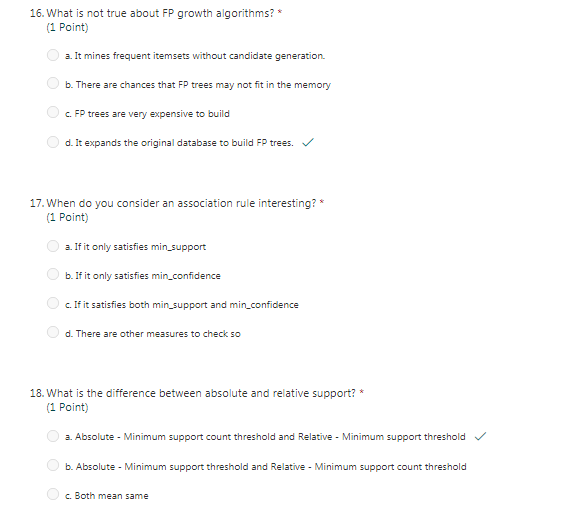 16. What is not true about FP growth algorithms? *
(1 Point)
a. It mines frequent itemsets without candidate generation.
b. There are chances that FP trees may not fit in the memory
c. FP trees are very expensive to build
d. It expands the original database to build FP trees.
17. When do you consider an association rule interesting? *
(1 Point)
a. If it only satisfies min_support
b. If it only satisfies min_confidence
c. If it satisfies both min_support and min_confidence
d. There are other measures to check so
18. What is the difference between absolute and relative support? *
(1 Point)
a. Absolute - Minimum support count threshold and Relative - Minimum support threshold
b. Absolute - Minimum support threshold and Relative - Minimum support count threshold
c. Both mean same